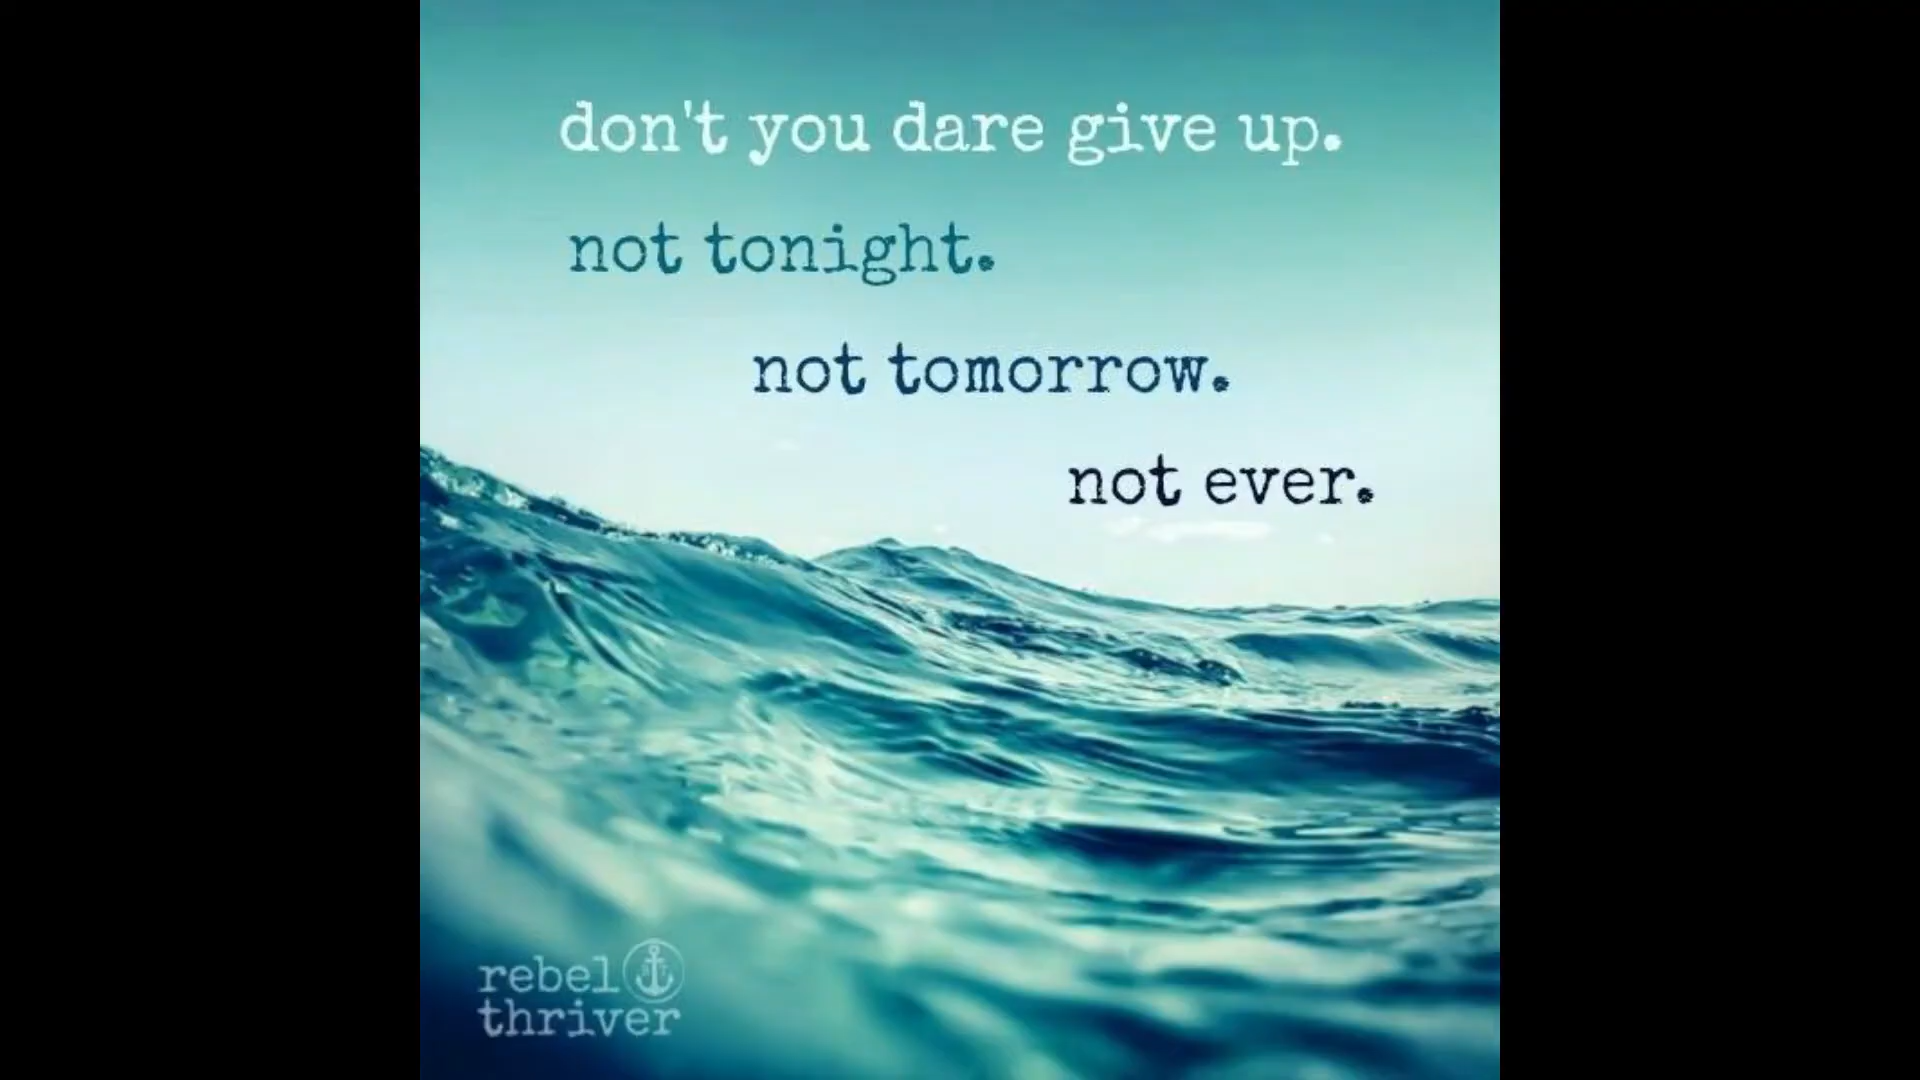 don't you dare give up.
not tonight.
not tomorrow.
not ever.
rebel
thriver